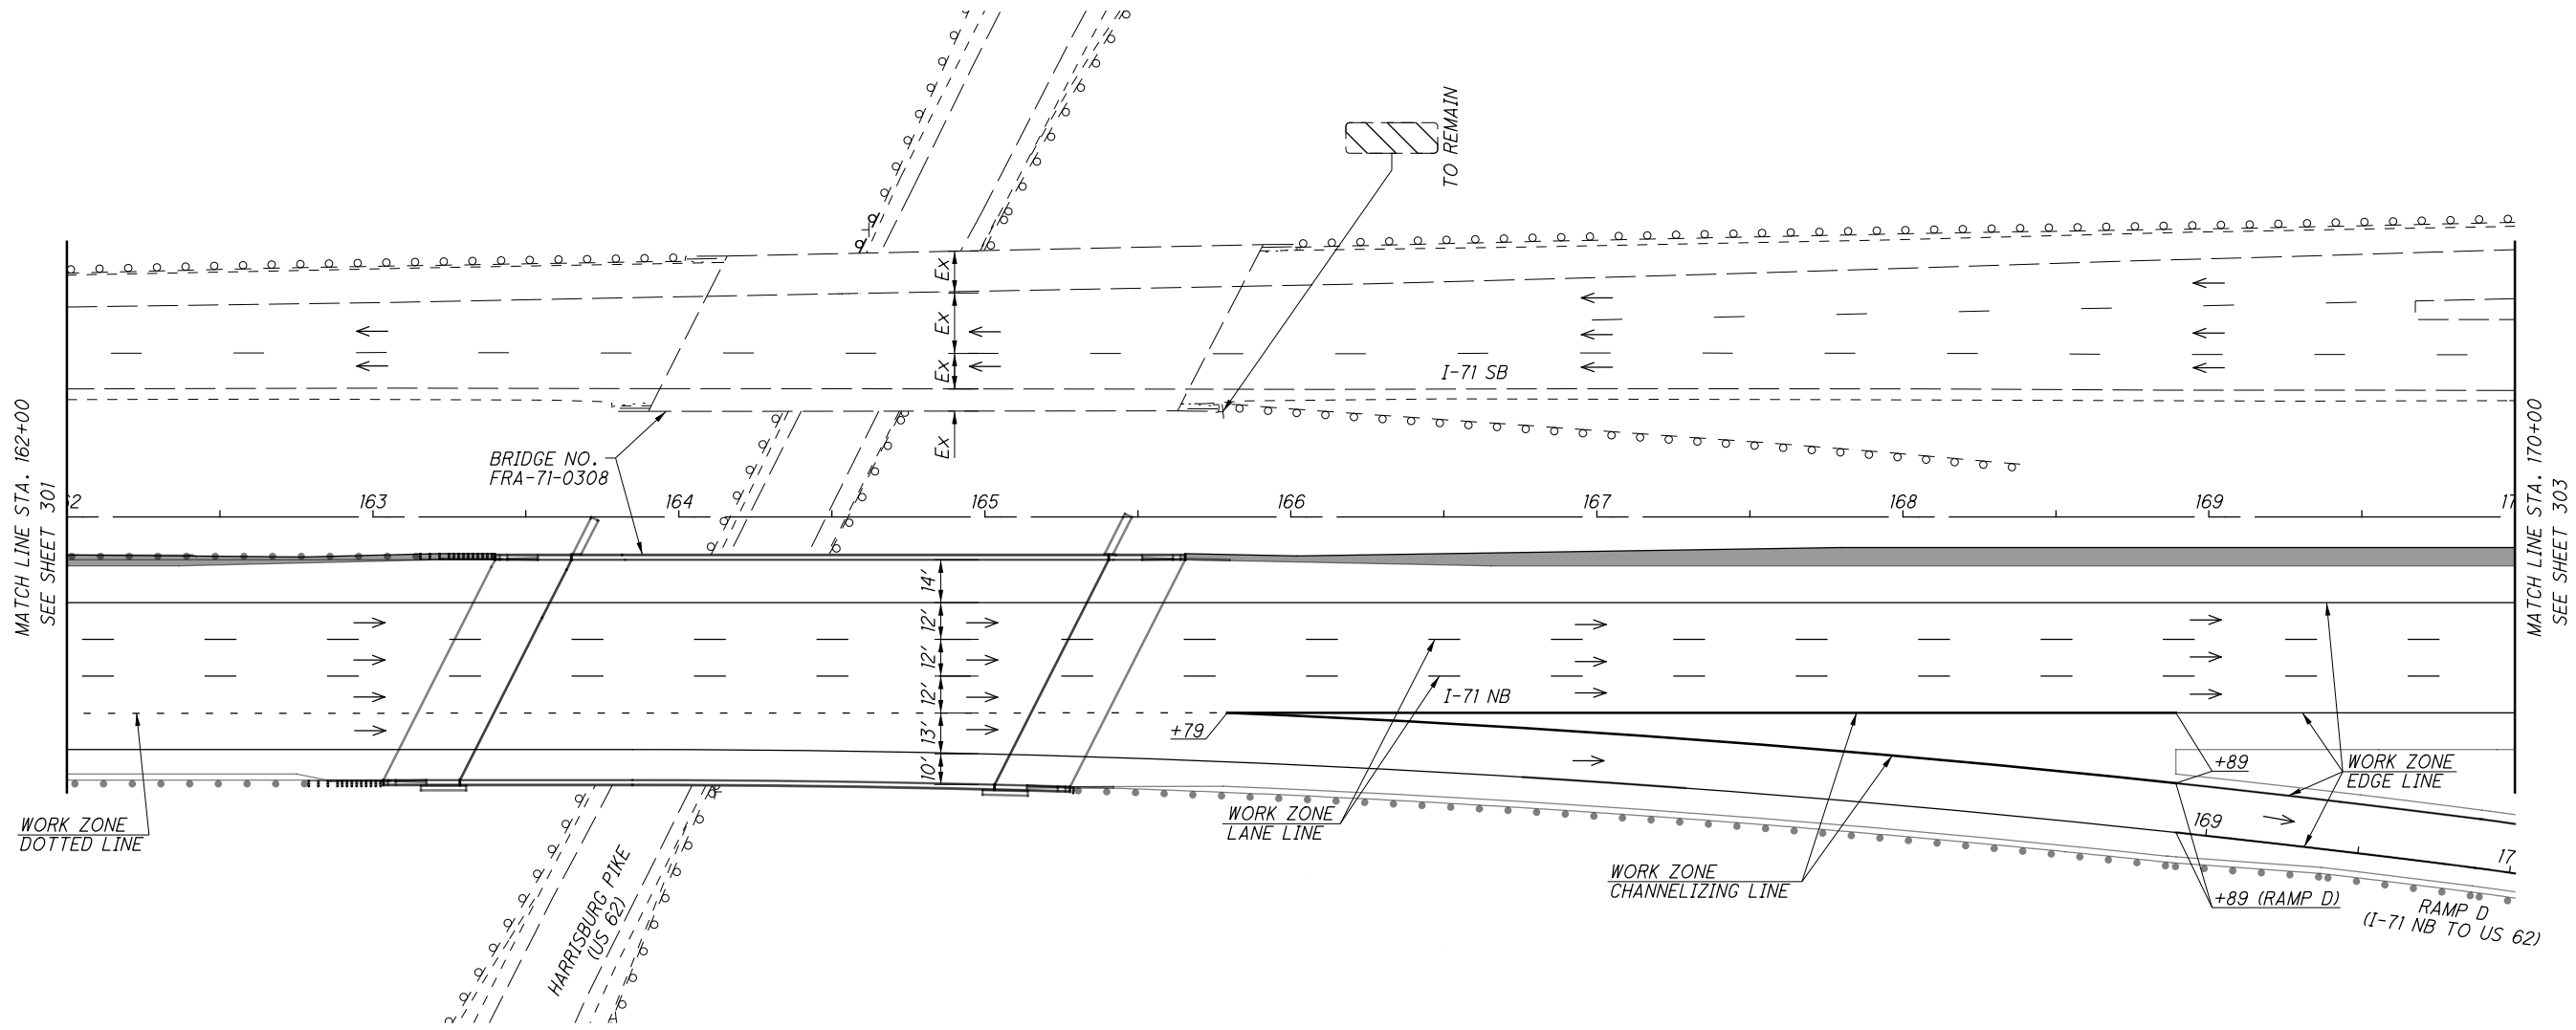 TO REMAIN
Ex
Ex
Ex
Ex
I-71 SB
BRIDGE NO.
FRA-71-0308
MATCH LINE STA. 162+00
SEE SHEET 301
MATCH LINE STA. 170+00
SEE SHEET 303
62
163
164
165
166
167
168
169
17
14'
12'
12'
12'
13'
10'
I-71 NB
+79
+89
WORK ZONE
EDGE LINE
WORK ZONE
DOTTED LINE
WORK ZONE
LANE LINE
WORK ZONE
CHANNELIZING LINE
169
17
+89 (RAMP D)
RAMP D
(I-71 NB TO US 62)
HARRISBURG PIKE
(US 62)